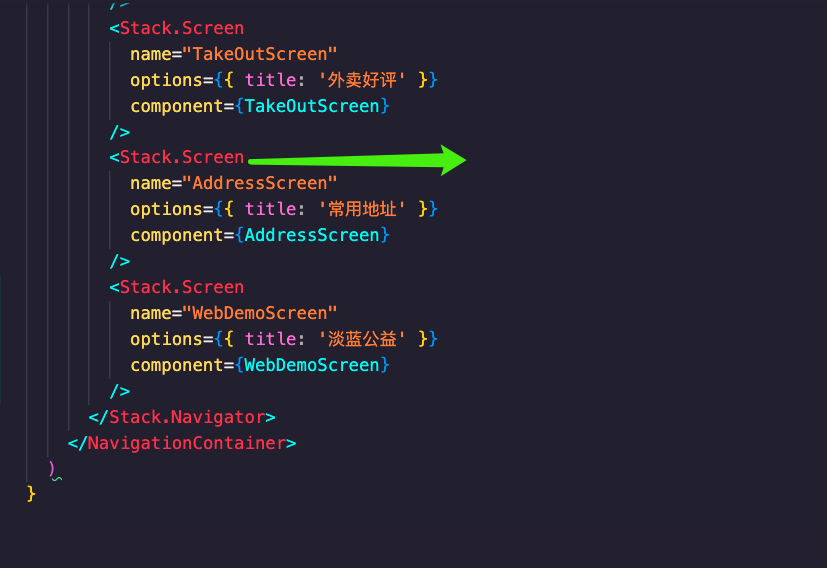 />
<Stack.Screen
name="TakeOutScreen"
options={{ title: '外卖好评' }}
component={TakeOutScreen}
/>
<Stack.Screen
name="AddressScreen"
options={{ title: '常用地址' }}
component={AddressScreen}
/>
<Stack.Screen
name="WebDemoScreen"
options={{ title: '淡蓝公益' }}
component={WebDemoScreen}
/>
</Stack.Navigator>
</NavigationContainer>
)
}